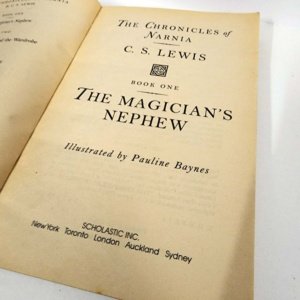 THE CHRONICLES of
NARNIA
C. S. LEWIS
BOOK ONE
THE MAGICIAN'S
NEPHEW
Illustrated by Pauline Baynes
SCHOLASTIC INC.
New York Toronto London Auckland Sydney